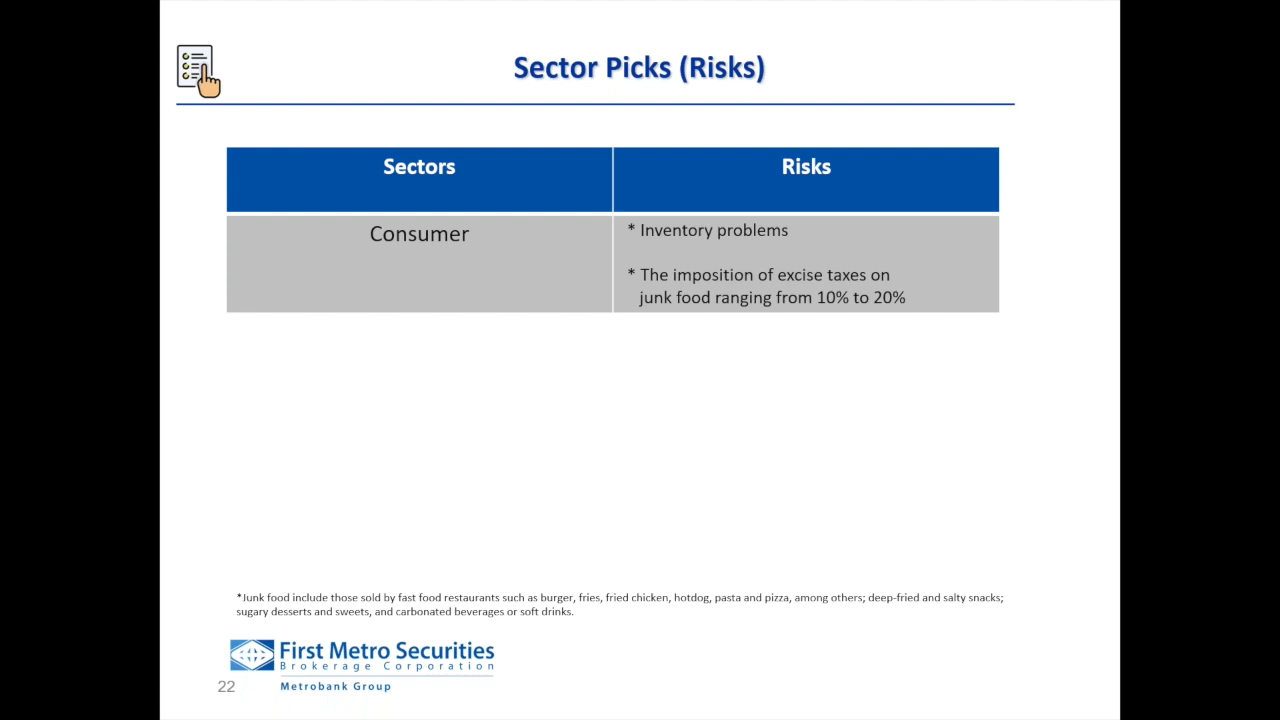 Sector Picks (Risks)
Sectors
Risks
Consumer
* Inventory problems
* The imposition of excise taxes on
junk food ranging from 10% to 20%
*Junk food include those sold by fast food restaurants such as burger, fries, fried chicken, hotdog, pasta and pizza, among others; deep-fried and salty snacks;
sugary desserts and sweets, and carbonated beverages or soft drinks.
First Metro Securities
Brokerage Corporation
Metrobank Group
22